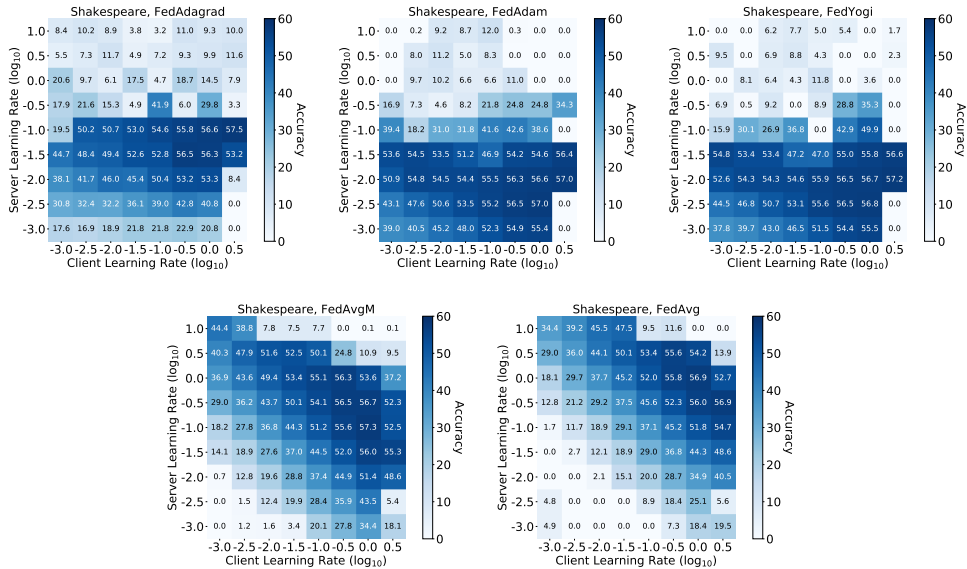 Shakespeare, FedAdagrad
Server Learning Rate (log10)
1.0 8.4 10.2 8.9 3.8 3.2 11.0 9.3 10.0
0.5 5.5 7.3 11.7 4.9 7.3 9.3 9.9 11.6
0.0 20.6 9.7 6.1 17.5 4.7 18.7 14.5 7.9
-0.5 17.9 21.6 15.3 4.9 41.9 6.0 29.8 3.3
-1.0 19.5 50.2 50.7 53.0 54.6 55.8 56.6 57.5
-1.5 44.7 48.4 49.4 52.6 52.8 56.5 56.3 53.2
-2.0 38.1 41.7 46.0 45.4 50.4 53.2 53.3 8.4
-2.5 30.8 32.4 32.2 36.1 39.0 42.8 40.8 0.0
-3.0 17.6 16.9 18.9 21.8 21.8 22.9 20.8 0.0
-3.0 -2.5 -2.0 -1.5 -1.0 -0.5 0.0 0.5
Client Learning Rate (log10)
60
50
40
30
20
10
0
Accuracy
Shakespeare, FedAdam
Server Learning Rate (log10)
1.0 0.0 2.0 9.2 8.7 12.0 0.3 0.0 0.0
0.5 0.0 8.0 11.2 5.0 8.3 0.0 0.0 0.0
0.0 0.0 9.7 10.2 6.6 6.6 11.0 0.0 0.0
-0.5 16.9 7.3 4.6 8.2 21.8 24.8 24.8 34.3
-1.0 39.4 18.2 31.0 31.8 41.6 42.6 38.6 0.0
-1.5 53.6 54.5 53.5 51.2 46.9 54.2 54.6 56.4
-2.0 50.9 54.8 54.5 54.4 55.5 56.3 56.6 57.0
-2.5 43.1 47.6 50.6 53.5 55.2 56.5 57.0 0.0
-3.0 39.0 40.5 45.2 48.0 52.3 54.9 55.4 0.0
-3.0 -2.5 -2.0 -1.5 -1.0 -0.5 0.0 0.5
Client Learning Rate (log10)
60
50
40
30
20
10
0
Accuracy
Shakespeare, FedYogi
Server Learning Rate (log10)
1.0 0.0 0.0 6.2 7.7 5.0 5.4 0.0 1.7
0.5 9.5 0.0 6.9 8.8 4.3 0.0 0.0 2.3
0.0 0.0 8.1 6.4 4.3 11.8 0.0 3.6 0.0
-0.5 6.9 0.5 9.2 0.0 8.9 28.8 35.3 0.0
-1.0 15.9 30.1 26.9 36.8 0.0 42.9 49.9 0.0
-1.5 54.8 53.4 53.4 47.2 47.0 55.0 55.8 56.6
-2.0 52.6 54.3 54.3 54.6 55.9 56.5 56.7 57.2
-2.5 44.5 46.8 50.7 53.1 55.6 56.5 56.8 0.0
-3.0 37.8 39.7 43.0 46.5 51.5 54.4 55.5 0.0
-3.0 -2.5 -2.0 -1.5 -1.0 -0.5 0.0 0.5
Client Learning Rate (log10)
60
50
40
30
20
10
0
Accuracy
Shakespeare, FedAvgM
Server Learning Rate (log10)
1.0 44.4 38.8 7.8 7.5 7.7 0.0 0.1 0.1
0.5 40.3 47.9 51.6 52.5 50.1 24.8 10.9 9.5
0.0 36.9 43.6 49.4 53.4 55.1 56.3 53.6 37.2
-0.5 29.0 36.2 43.7 50.1 54.1 56.5 56.7 52.3
-1.0 18.2 27.8 36.8 44.3 51.2 55.6 57.3 52.5
-1.5 14.1 18.9 27.6 37.0 44.5 52.0 56.0 55.3
-2.0 0.7 12.8 19.6 28.8 37.4 44.9 51.4 48.6
-2.5 0.0 1.5 12.4 19.9 28.4 35.9 43.5 5.4
-3.0 0.0 1.2 1.6 3.4 20.1 27.8 34.4 18.1
-3.0 -2.5 -2.0 -1.5 -1.0 -0.5 0.0 0.5
Client Learning Rate (log10)
60
50
40
30
20
10
0
Accuracy
Shakespeare, FedAvg
Server Learning Rate (log10)
1.0 34.4 39.2 45.5 47.5 9.5 11.6 0.0 0.0
0.5 29.0 36.0 44.1 50.1 53.4 55.6 54.2 13.9
0.0 18.1 29.7 37.7 45.2 52.0 55.8 56.9 52.7
-0.5 12.8 21.2 29.2 37.5 45.6 52.3 56.0 56.9
-1.0 1.7 11.7 18.9 29.1 37.1 45.2 51.8 54.7
-1.5 0.0 2.7 12.1 18.9 29.0 36.8 44.3 48.6
-2.0 0.0 0.0 2.1 15.1 20.0 28.7 34.9 40.5
-2.5 4.8 0.0 0.0 0.0 8.9 18.4 25.1 5.6
-3.0 4.9 0.0 0.0 0.0 0.0 7.3 18.4 19.5
-3.0 -2.5 -2.0 -1.5 -1.0 -0.5 0.0 0.5
Client Learning Rate (log10)
60
50
40
30
20
10
0
Accuracy